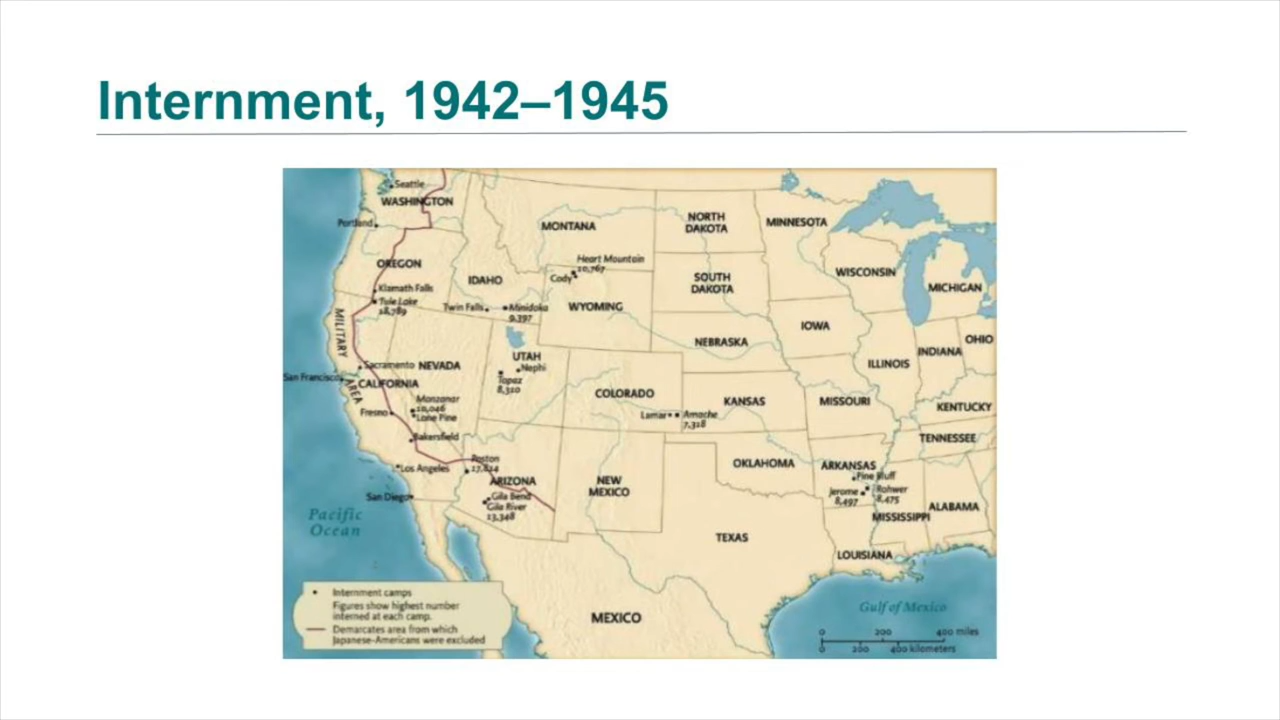 Internment, 1942–1945
Seattle
WASHINGTON
Portland
MONTANA
NORTH
DAKOTA
MINNESOTA
OREGON
IDAHO
Heart Mountain
10,767
Cody
SOUTH
DAKOTA
WISCONSIN
MICHIGAN
Klamath Falls
Tule Lake
18,789
Twin Falls
Minidoka
9,397
WYOMING
IOWA
MILITARY
AREA
NEBRASKA
ILLINOIS
INDIANA
OHIO
Sacramento
NEVADA
UTAH
Nephi
Topaz
8,310
San Francisco
CALIFORNIA
COLORADO
KANSAS
MISSOURI
KENTUCKY
Manzanar
10,046
Lone Pine
Fresno
Lamar
Amache
7,318
Bakersfield
TENNESSEE
Los Angeles
Poston
17,814
ARIZONA
NEW
MEXICO
OKLAHOMA
ARKANSAS
Pine Bluff
Jerome
8,497
Rohwer
8,475
San Diego
Gila Bend
Gila River
13,348
MISSISSIPPI
ALABAMA
Pacific
Ocean
TEXAS
LOUISIANA
Internment camps
Figures show highest number
interned at each camp.
Demarcates area from which
Japanese-Americans were excluded
MEXICO
Gulf of Mexico
0 200 400 miles
0 200 400 kilometers